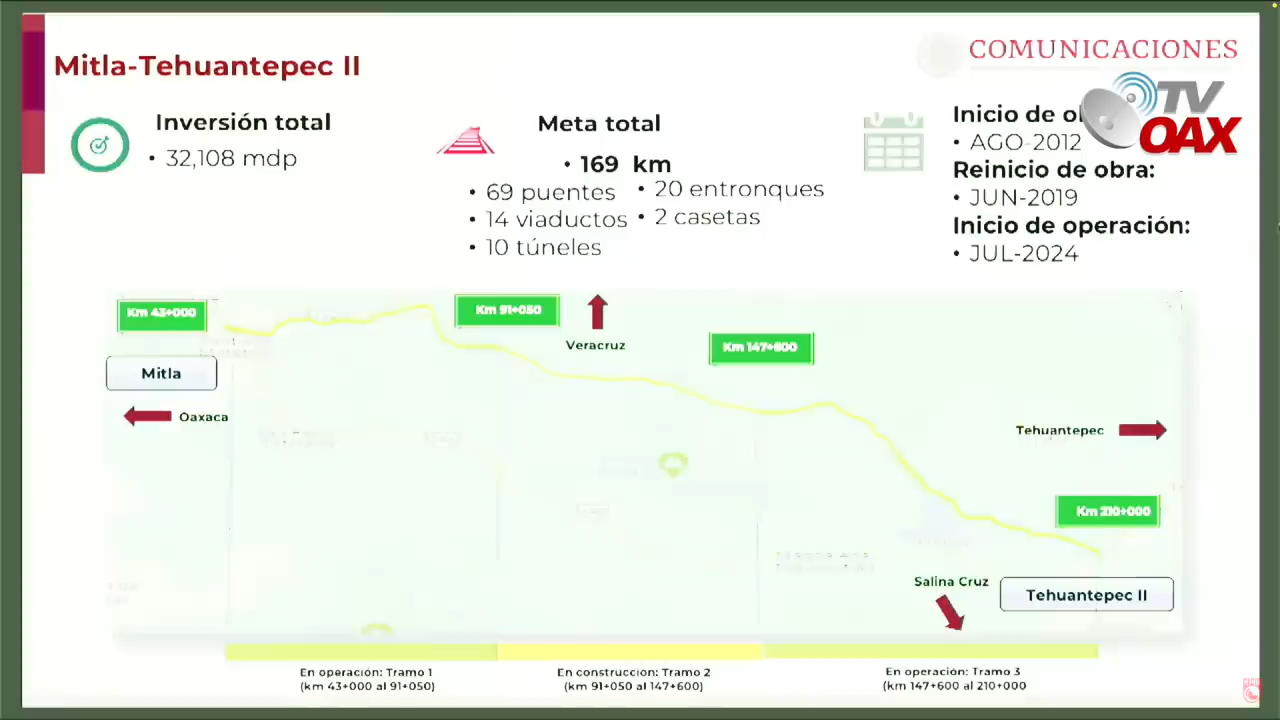 COMUNICACIONES
Mitla-Tehuantepec II
TV
OAX
Inversión total
• 32,108 mdp
Meta total
• 169 km
• 69 puentes
• 14 viaductos
• 10 túneles
• 20 entronques
• 2 casetas
Inicio de
• AGO-2012
Reinicio de obra:
• JUN-2019
Inicio de operación:
• JUL-2024
Km 43+000
Km 91+050
Veracruz
Km 147+600
Mitla
Oaxaca
Tehuantepec
Km 210+000
Salina Cruz
Tehuantepec II
En operación: Tramo 1
(km 43+000 al 91+050)
En construcción: Tramo 2
(km 91+050 al 147+600)
En operación: Tramo 3
(km 147+600 al 210+000